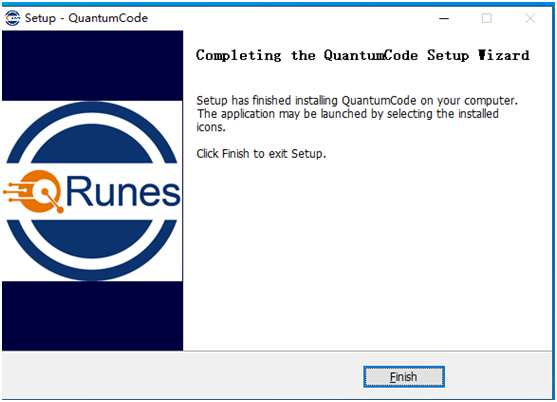 Setup - QuantumCode
Completing the QuantumCode Setup Wizard
Setup has finished installing QuantumCode on your computer.
The application may be launched by selecting the installed
icons.
Click Finish to exit Setup.
QRunes
Finish